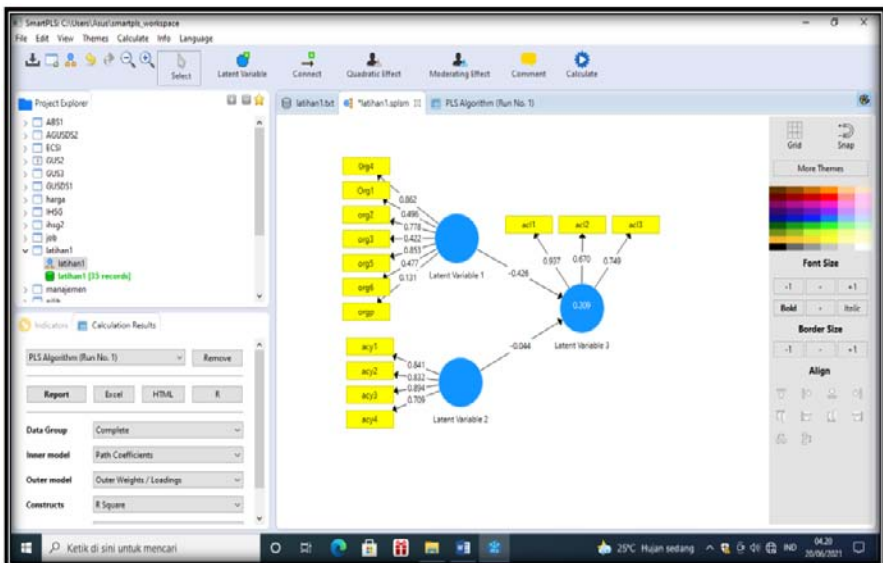 SmartPLS: C:\Users\Asus\smartpls_workspace
File Edit View Themes Calculate Info Language
Select
Latent Variable
Connect
Quadratic Effect
Moderating Effect
Comment
Calculate
Project Explorer
ABS1
AGUSDS2
ECSI
GUS2
GUS3
GUSDS1
harga
IHSG
ihsg2
job
latihan1
latihan1
latihan1 [33 records]
manajemen
Indicators
Calculation Results
PLS Algorithm (Run No. 1)
Remove
Report
Excel
HTML
R
Data Group
Complete
Inner model
Path Coefficients
Outer model
Outer Weights / Loadings
Constructs
R Square
latihan1.txt
*latihan1.splsm
PLS Algorithm (Run No. 1)
Org4
Org1
org2
org3
org5
org6
orgp
0.862
0.496
0.778
0.422
0.853
0.477
0.131
Latent Variable 1
acl1
acl2
acl3
0.937
0.670
0.749
-0.426
0.209
Latent Variable 3
-0.044
acy1
acy2
acy3
acy4
0.841
0.832
0.894
0.709
Latent Variable 2
Grid
Snap
More Themes
Font Size
-1
-
+1
Bold
-
Italic
Border Size
-1
-
+1
Align
Ketik di sini untuk mencari
25°C Hujan sedang
IND
04.20
20/06/2021